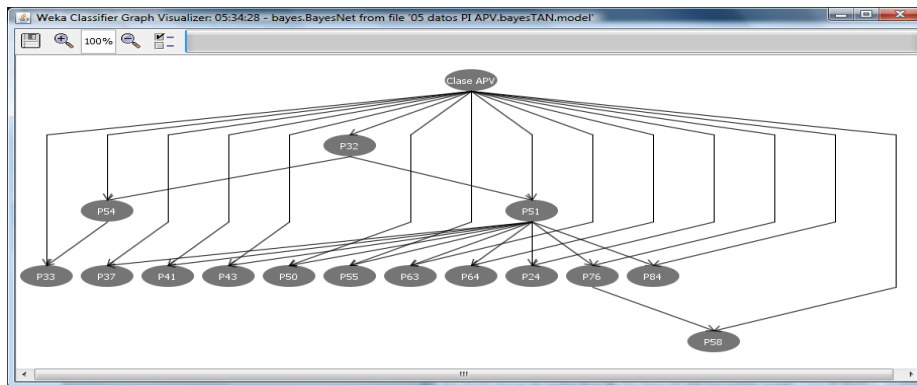 Weka Classifier Graph Visualizer: 05:34:28 - bayes.BayesNet from file '05 datos PI APV.bayesTAN.model'
100%
Clase APV
P32
P54 P51
P33 P37 P41 P43 P50 P55 P63 P64 P24 P76 P84
P58